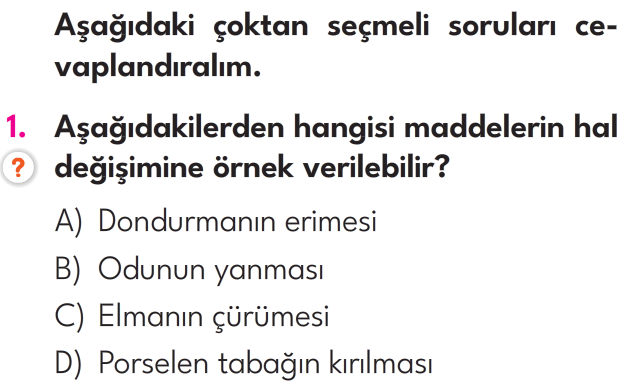 Aşağıdaki çoktan seçmeli soruları ce-
vaplandıralım.
1. Aşağıdakilerden hangisi maddelerin hal
? değişimine örnek verilebilir?
A) Dondurmanın erimesi
B) Odunun yanması
C) Elmanın çürümesi
D) Porselen tabağın kırılması